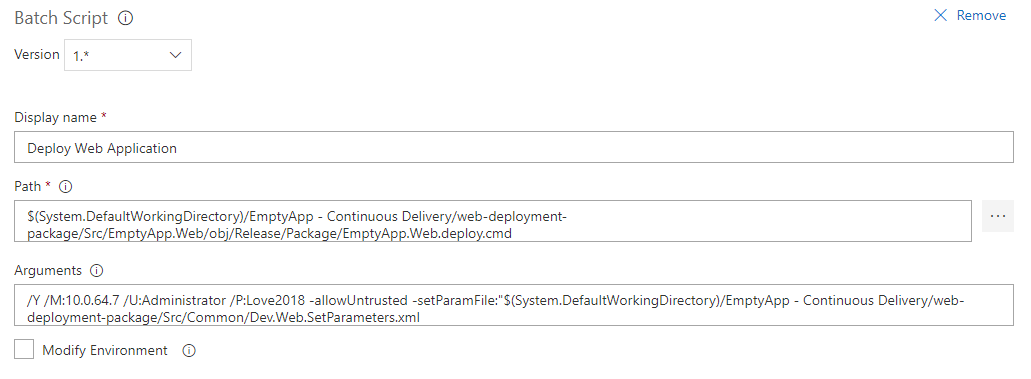 Batch Script
Remove
Version 1.*
Display name *
Deploy Web Application
Path *
$(System.DefaultWorkingDirectory)/EmptyApp - Continuous Delivery/web-deployment-
package/Src/EmptyApp.Web/obj/Release/Package/EmptyApp.Web.deploy.cmd
...
Arguments
/Y /M:10.0.64.7 /U:Administrator /P:Love2018 -allowUntrusted -setParamFile:"$(System.DefaultWorkingDirectory)/EmptyApp - Continuous Delivery/web-
deployment-package/Src/Common/Dev.Web.SetParameters.xml
Modify Environment